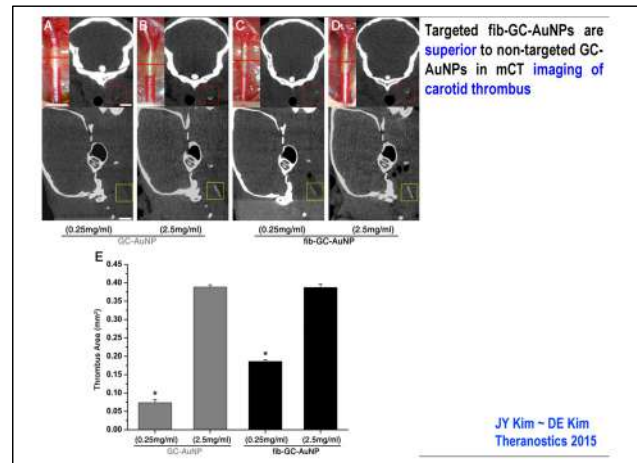 A B C D
Targeted fib-GC-AuNPs are
superior to non-targeted GC-
AuNPs in mCT imaging of
carotid thrombus
(0.25mg/ml) (2.5mg/ml) (0.25mg/ml) (2.5mg/ml)
GC-AuNP fib-GC-AuNP
E
0.45
0.40
0.35
0.30
0.25
0.20
0.15
0.10
0.05
0.00
Thrombus Area (mm²)
* *
(0.25mg/ml) (2.5mg/ml) (0.25mg/ml) (2.5mg/ml)
GC-AuNP fib-GC-AuNP
JY Kim ~ DE Kim
Theranostics 2015